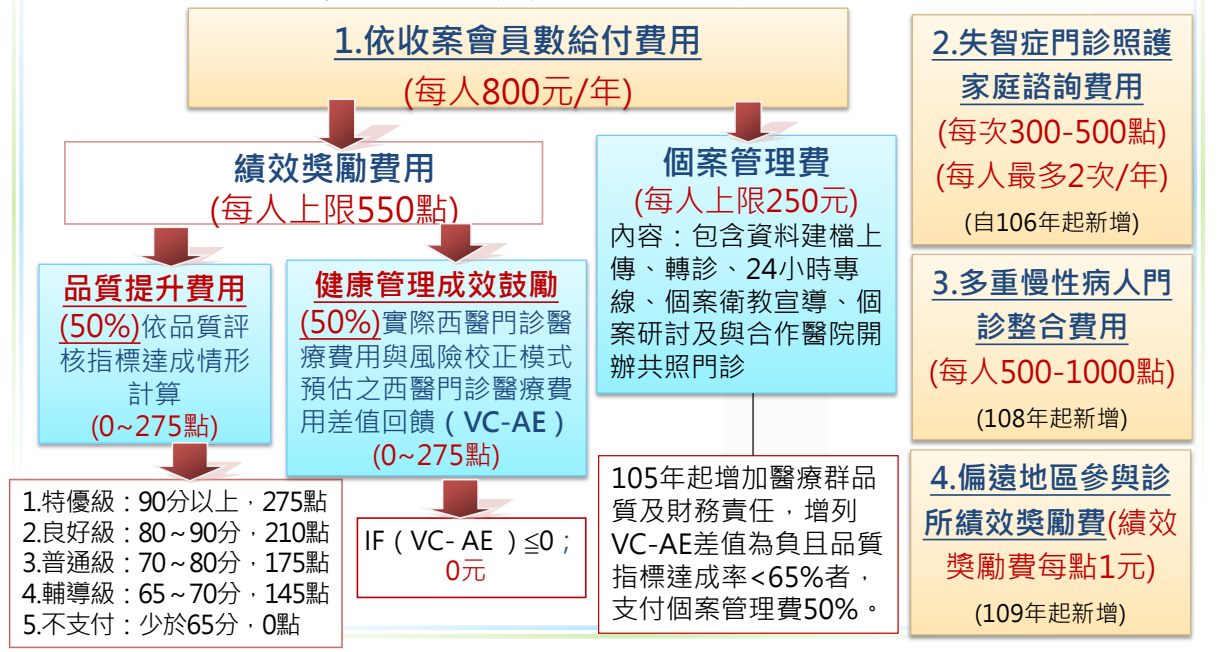 1.依收案會員數給付費用
(每人800元/年)
績效獎勵費用
(每人上限550點)
品質提升費用
(50%)依品質評
核指標達成情形
計算
(0~275點)
1.特優級：90分以上，275點
2.良好級：80～90分，210點
3.普通級：70～80分，175點
4.輔導級：65～70分，145點
5.不支付：少於65分，0點
健康管理成效鼓勵
(50%)實際西醫門診醫
療費用與風險校正模式
預估之西醫門診醫療費
用差值回饋（VC-AE）
(0~275點)
IF（VC- AE ）≦0；
0元
個案管理費
(每人上限250元)
內容：包含資料建檔上
傳、轉診、24小時專
線、個案衛教宣導、個
案研討及與合作醫院開
辦共照門診
105年起增加醫療群品
質及財務責任，增列
VC-AE差值為負且品質
指標達成率<65%者，
支付個案管理費50%。
2.失智症門診照護
家庭諮詢費用
(每次300-500點)
(每人最多2次/年)
(自106年起新增)
3.多重慢性病人門
診整合費用
(每人500-1000點)
(108年起新增)
4.偏遠地區參與診
所績效獎勵費(績效
獎勵費每點1元)
(109年起新增)